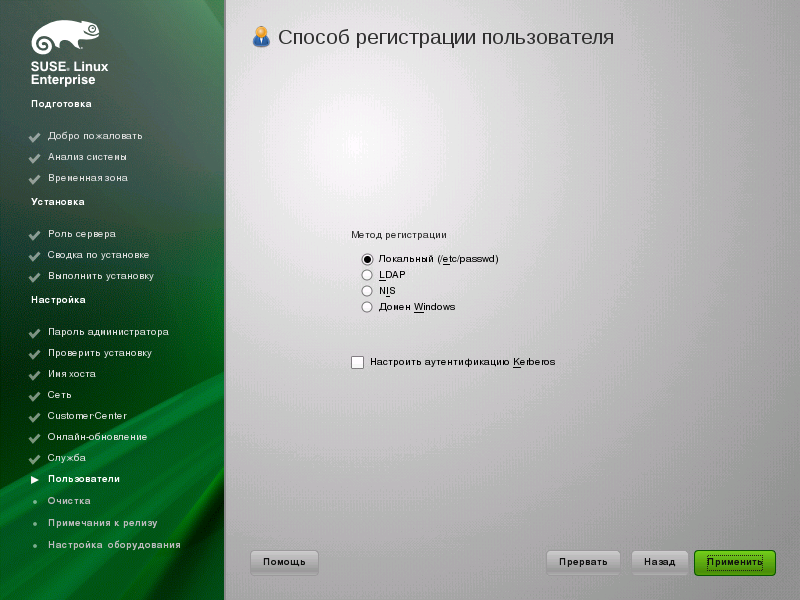 SUSE. Linux
Enterprise
Подготовка
Добро пожаловать
Анализ системы
Временная зона
Установка
Роль сервера
Сводка по установке
Выполнить установку
Настройка
Пароль администратора
Проверить установку
Имя хоста
Сеть
Customer-Center
Онлайн-обновление
Служба
Пользователи
Очистка
Примечания к релизу
Настройка оборудования
Способ регистрации пользователя
Метод регистрации
Локальный (/etc/passwd)
LDAP
NIS
Домен Windows
Настроить аутентификацию Kerberos
Помощь
Прервать
Назад
Применить